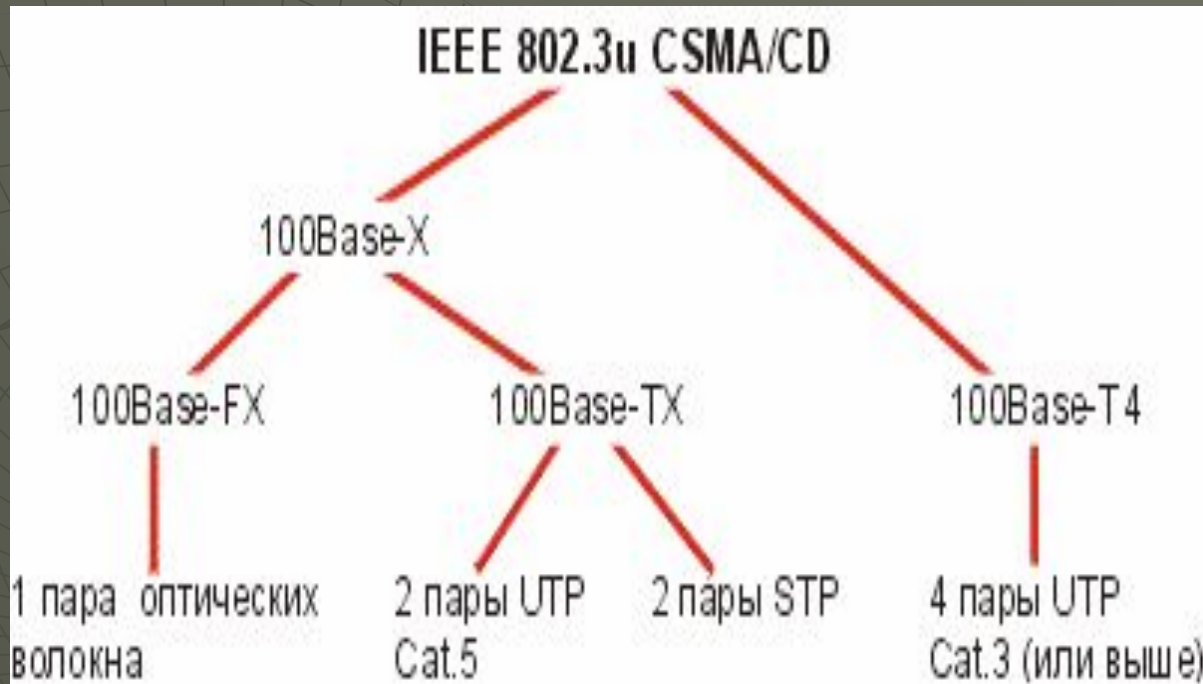 IEEE 802.3u CSMA/CD
100Base-X
100Base-FX
100Base-TX
100Base-T4
1 пара оптических
волокна
2 пары UTP
Cat.5
2 пары STP
4 пары UTP
Cat.3 (или выше)